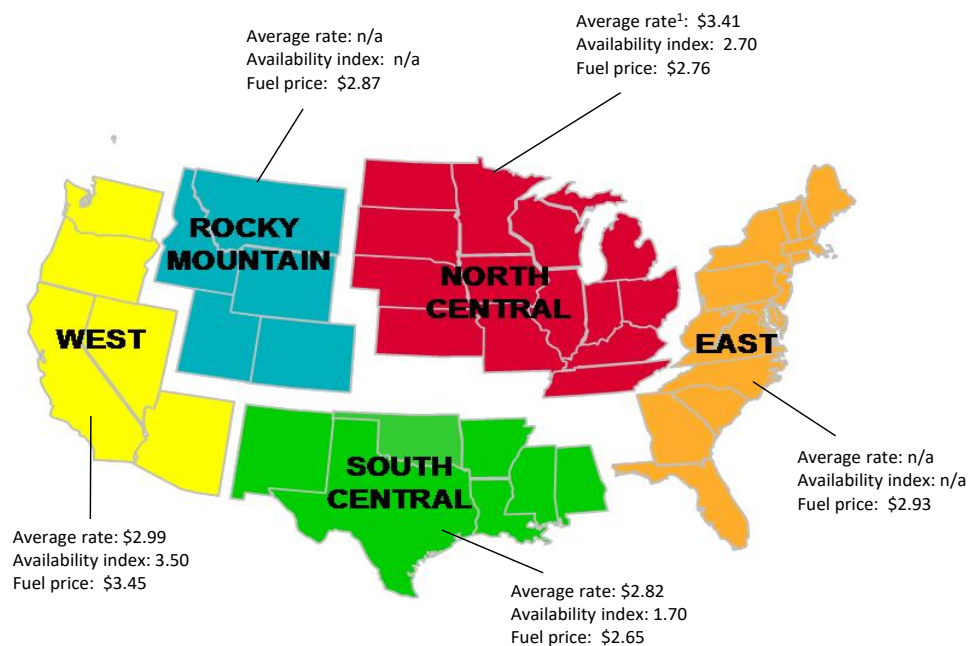 Average rate: n/a
Availability index: n/a
Fuel price: $2.87
Average rate¹: $3.41
Availability index: 2.70
Fuel price: $2.76
ROCKY
MOUNTAIN
NORTH
CENTRAL
WEST
EAST
SOUTH
CENTRAL
Average rate: n/a
Availability index: n/a
Fuel price: $2.93
Average rate: $2.99
Availability index: 3.50
Fuel price: $3.45
Average rate: $2.82
Availability index: 1.70
Fuel price: $2.65